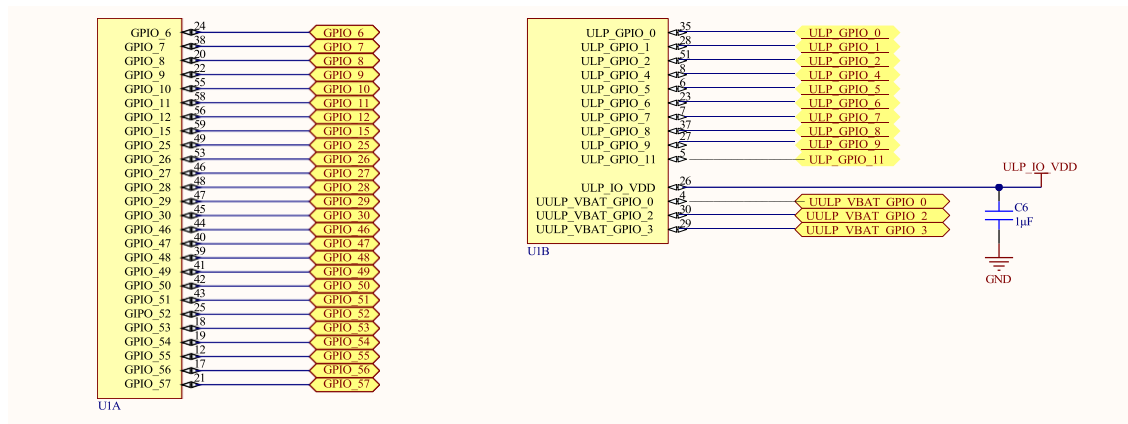 GPIO_6 24 GPIO_6
GPIO_7 38 GPIO_7
GPIO_8 20 GPIO_8
GPIO_9 22 GPIO_9
GPIO_10 55 GPIO_10
GPIO_11 58 GPIO_11
GPIO_12 56 GPIO_12
GPIO_15 59 GPIO_15
GPIO_25 49 GPIO_25
GPIO_26 53 GPIO_26
GPIO_27 46 GPIO_27
GPIO_28 48 GPIO_28
GPIO_29 47 GPIO_29
GPIO_30 45 GPIO_30
GPIO_46 44 GPIO_46
GPIO_47 40 GPIO_47
GPIO_48 39 GPIO_48
GPIO_49 41 GPIO_49
GPIO_50 42 GPIO_50
GPIO_51 43 GPIO_51
GIPO_52 25 GPIO_52
GPIO_53 18 GPIO_53
GPIO_54 19 GPIO_54
GPIO_55 12 GPIO_55
GPIO_56 17 GPIO_56
GPIO_57 21 GPIO_57
U1A
ULP_GPIO_0 35 ULP_GPIO_0
ULP_GPIO_1 28 ULP_GPIO_1
ULP_GPIO_2 51 ULP_GPIO_2
ULP_GPIO_4 8 ULP_GPIO_4
ULP_GPIO_5 6 ULP_GPIO_5
ULP_GPIO_6 23 ULP_GPIO_6
ULP_GPIO_7 7 ULP_GPIO_7
ULP_GPIO_8 37 ULP_GPIO_8
ULP_GPIO_9 27 ULP_GPIO_9
ULP_GPIO_11 5 ULP_GPIO_11
ULP_IO_VDD 26 ULP_IO_VDD
UULP_VBAT_GPIO_0 4 UULP_VBAT_GPIO_0
UULP_VBAT_GPIO_2 30 UULP_VBAT_GPIO_2
UULP_VBAT_GPIO_3 29 UULP_VBAT_GPIO_3
U1B
C6
1µF
GND